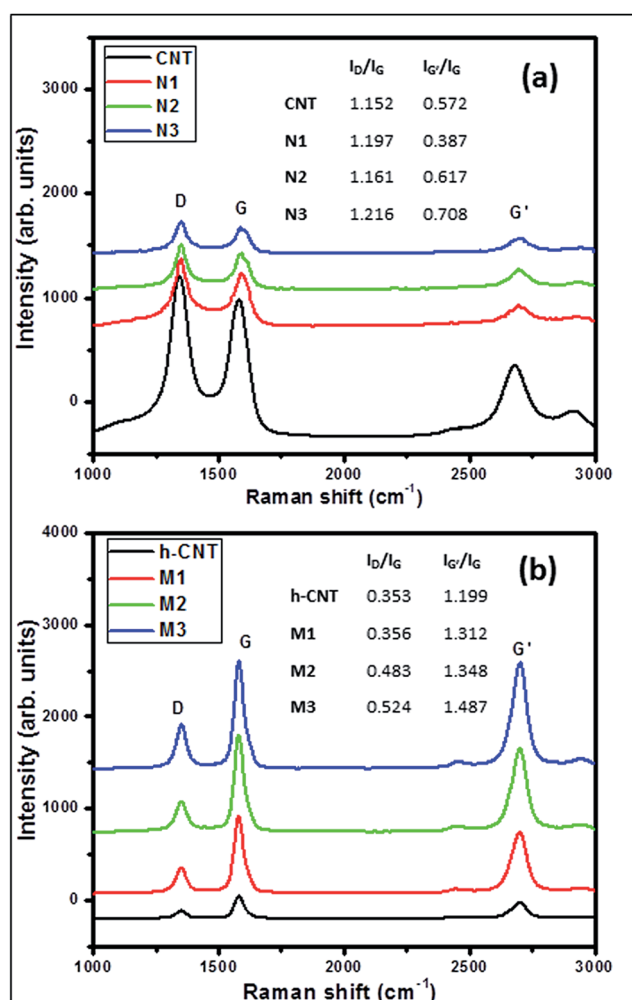 CNT
N1
N2
N3
I_D/I_G I_G'/I_G
CNT 1.152 0.572
N1 1.197 0.387
N2 1.161 0.617
N3 1.216 0.708
(a)
D
G
G'
3000
2000
1000
0
Intensity (arb. units)
1000 1500 2000 2500 3000
Raman shift (cm⁻¹)
h-CNT
M1
M2
M3
I_D/I_G I_G'/I_G
h-CNT 0.353 1.199
M1 0.356 1.312
M2 0.483 1.348
M3 0.524 1.487
(b)
D
G
G'
4000
3000
2000
1000
0
Intensity (arb. units)
1000 1500 2000 2500 3000
Raman shift (cm⁻¹)